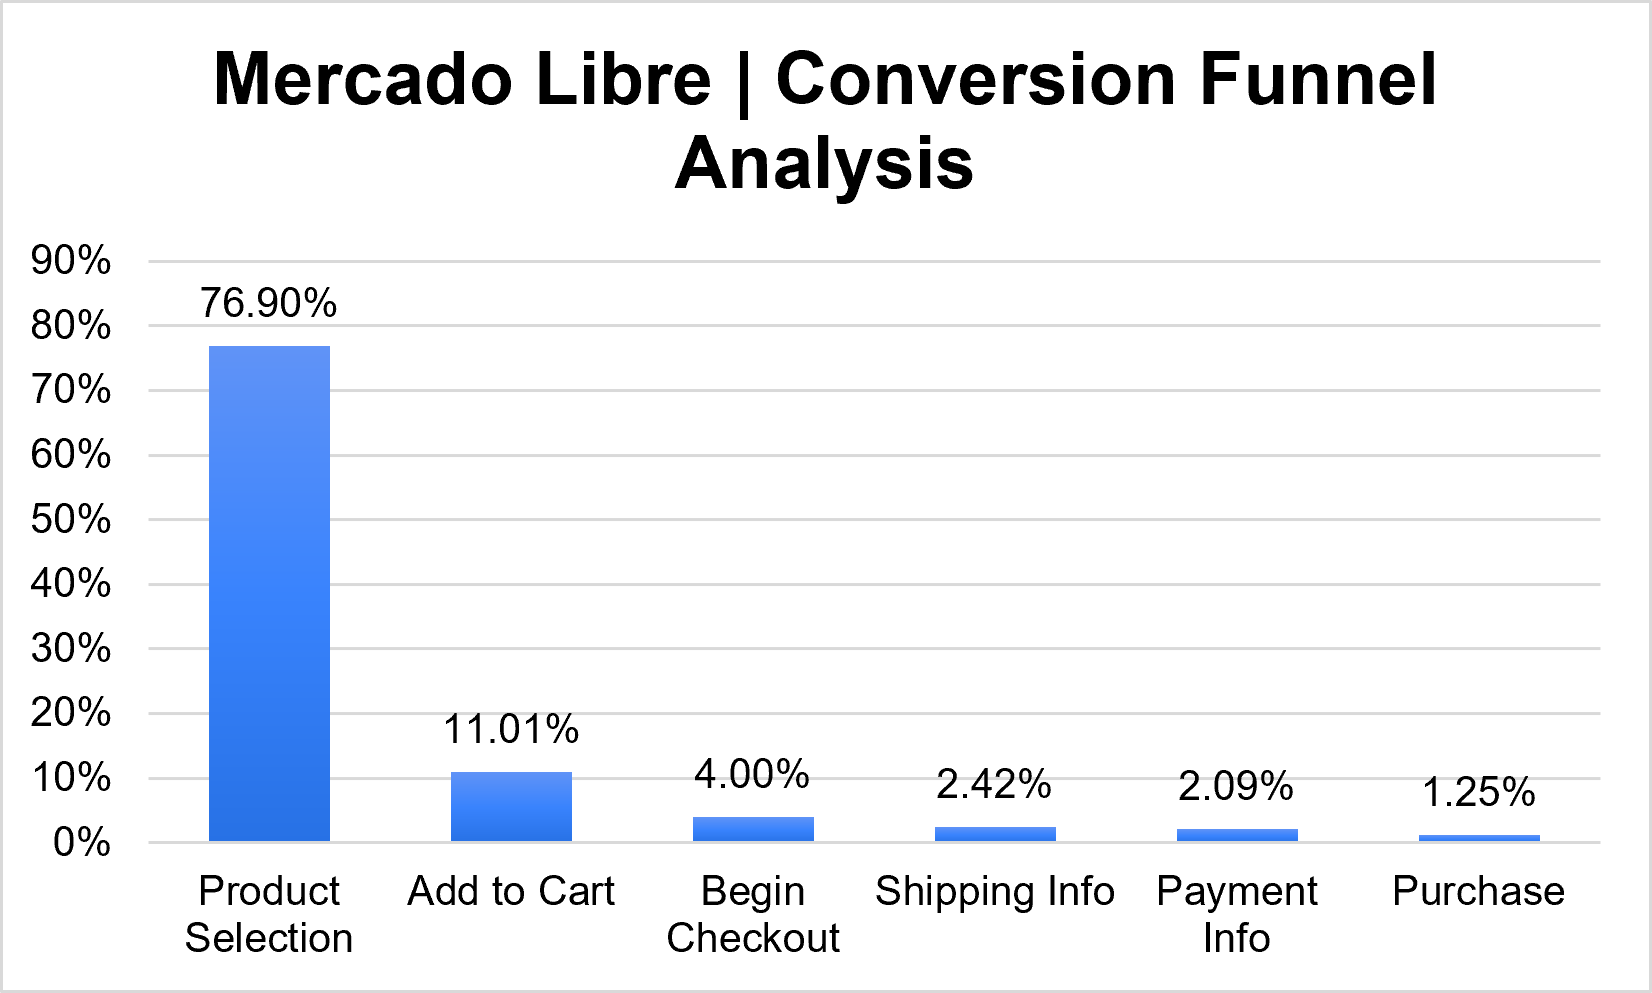 Mercado Libre | Conversion Funnel
Analysis
90%
80%
70%
60%
50%
40%
30%
20%
10%
0%
76.90%
11.01%
4.00%
2.42%
2.09%
1.25%
Product
Selection
Add to Cart
Begin
Checkout
Shipping Info
Payment
Info
Purchase